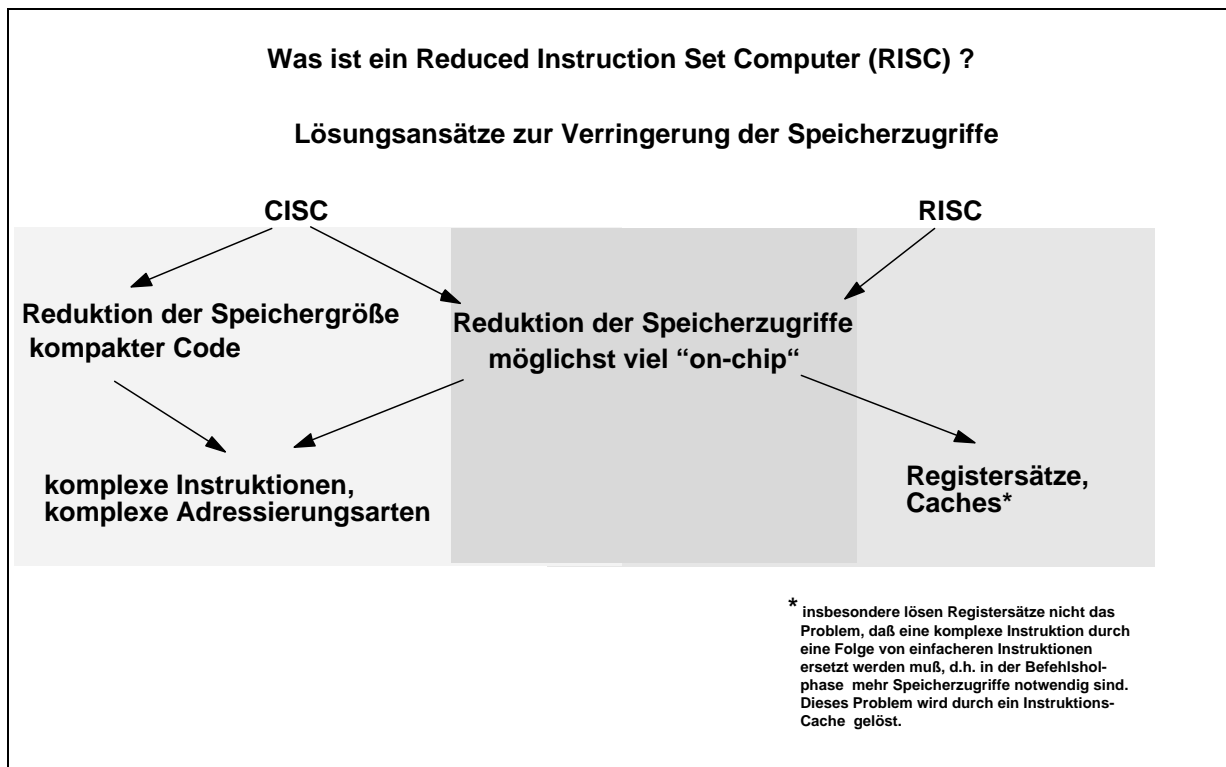 Was ist ein Reduced Instruction Set Computer (RISC) ?
Lösungsansätze zur Verringerung der Speicherzugriffe
CISC
RISC
Reduktion der Speichergröße
kompakter Code
Reduktion der Speicherzugriffe
möglichst viel “on-chip“
komplexe Instruktionen,
komplexe Adressierungsarten
Registersätze,
Caches*
* insbesondere lösen Registersätze nicht das
Problem, daß eine komplexe Instruktion durch
eine Folge von einfacheren Instruktionen
ersetzt werden muß, d.h. in der Befehlshol-
phase mehr Speicherzugriffe notwendig sind.
Dieses Problem wird durch ein Instruktions-
Cache gelöst.